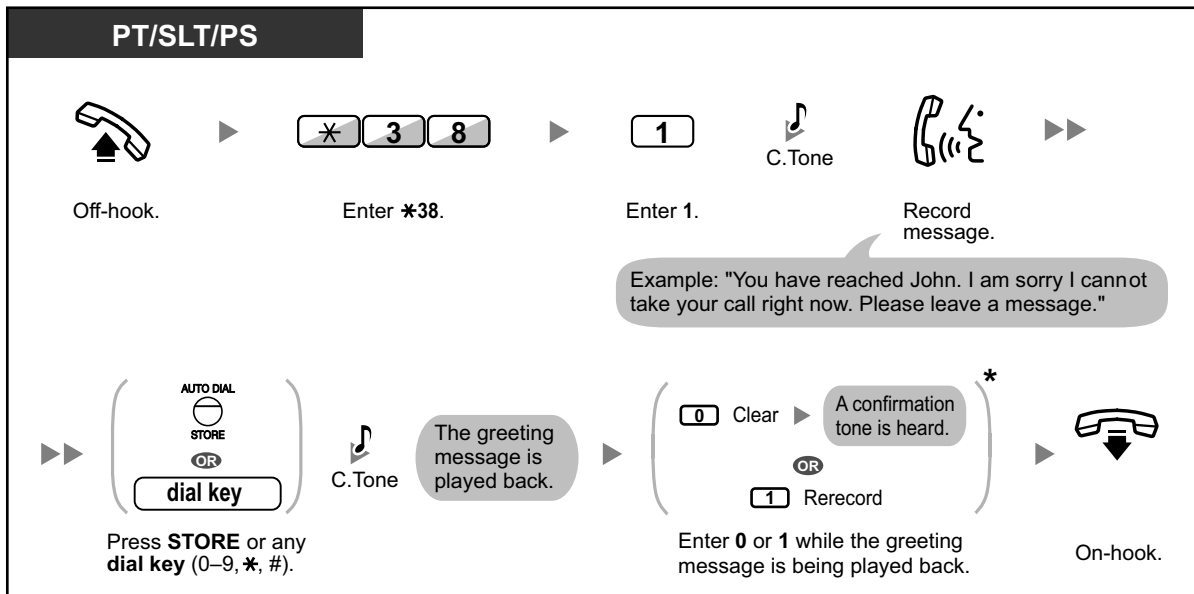 PT/SLT/PS
* 3 8
1
C.Tone
Off-hook.
Enter *38.
Enter 1.
Record
message.
Example: "You have reached John. I am sorry I cannot
take your call right now. Please leave a message."
AUTO DIAL
STORE
OR
dial key
C.Tone
The greeting
message is
played back.
*
0 Clear
A confirmation
tone is heard.
OR
1 Rerecord
Press STORE or any
dial key (0–9, *, #).
Enter 0 or 1 while the greeting
message is being played back.
On-hook.